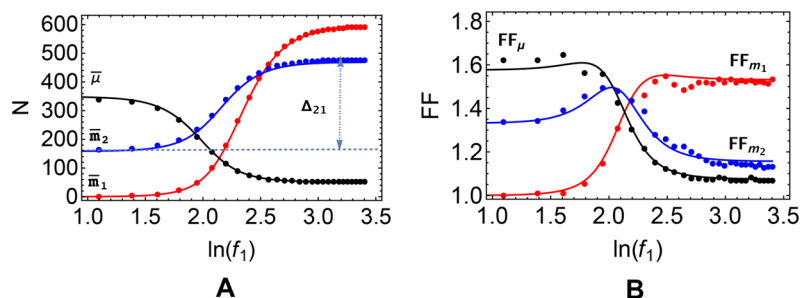 600
500
400
300
200
100
0
N
μ̄
m̄₂
m̄₁
Δ₂₁
1.0 1.5 2.0 2.5 3.0 3.5
ln(f₁)
A
1.8
1.6
1.4
1.2
1.0
FF
FFμ
FFm₁
FFm₂
1.0 1.5 2.0 2.5 3.0 3.5
ln(f₁)
B